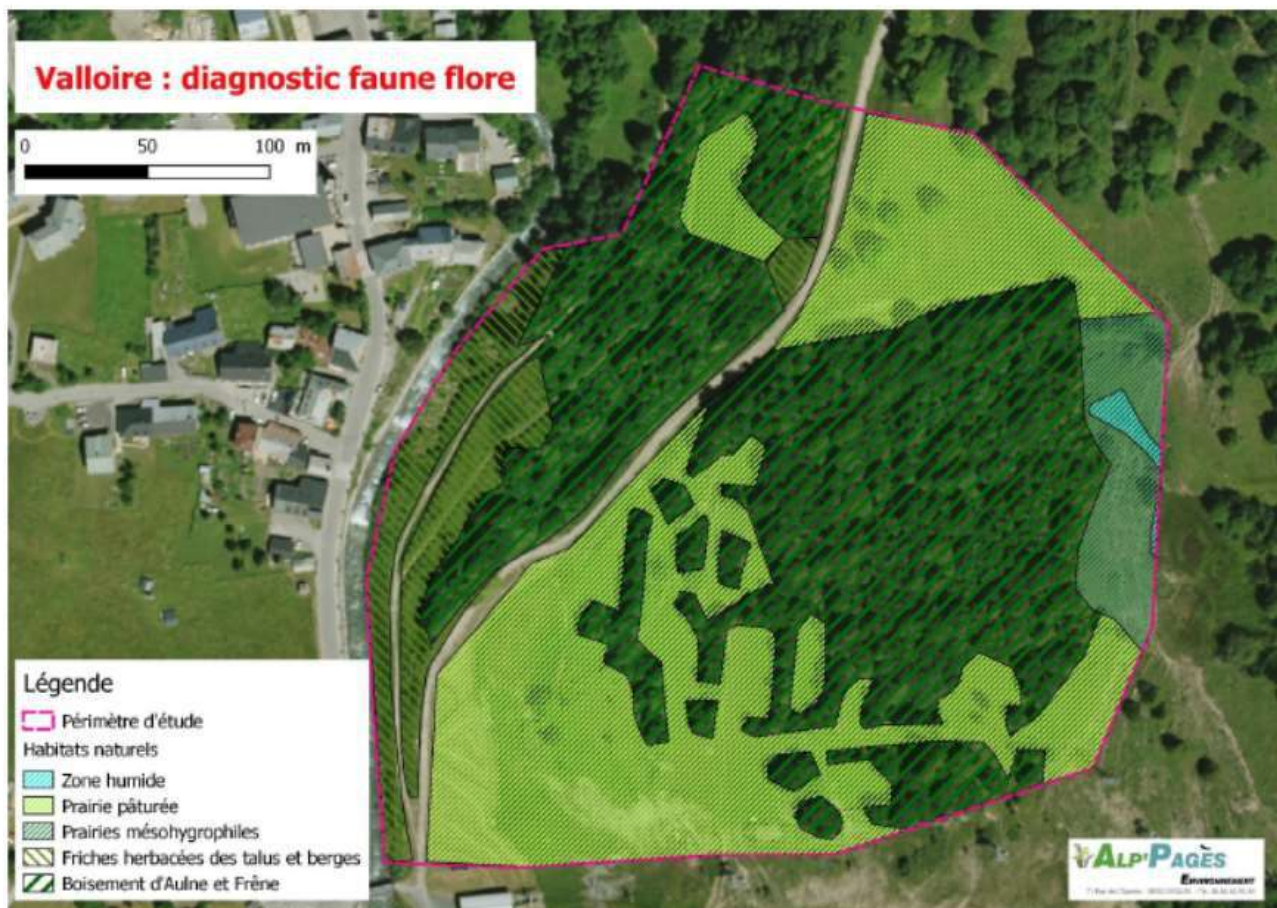 Valloire : diagnostic faune flore
0 50 100 m
Légende
Périmètre d'étude
Habitats naturels
Zone humide
Prairie pâturée
Prairies mésohygrophiles
Friches herbacées des talus et berges
Boisement d'Aulne et Frêne
ALP'PAGÈS
ENVIRONNEMENT